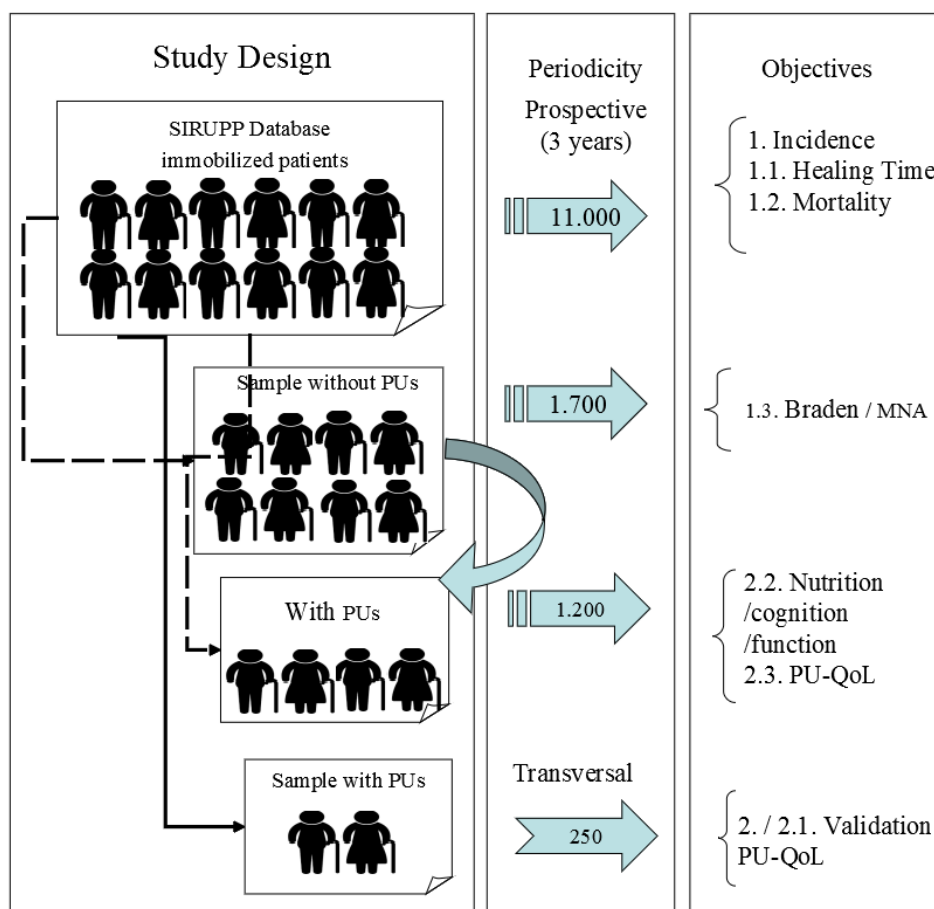 Study Design
SIRUPP Database
immobilized patients
Sample without PUs
With PUs
Sample with PUs
Periodicity
Prospective
(3 years)
11.000
1.700
1.200
Transversal
250
Objectives
1. Incidence
1.1. Healing Time
1.2. Mortality
1.3. Braden / MNA
2.2. Nutrition
/cognition
/function
2.3. PU-QoL
2. / 2.1. Validation
PU-QoL